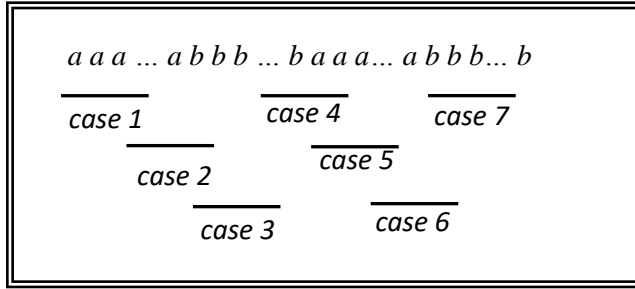 a a a ... a b b b ... b a a a... a b b b... b
case 1
case 4
case 7
case 2
case 5
case 3
case 6